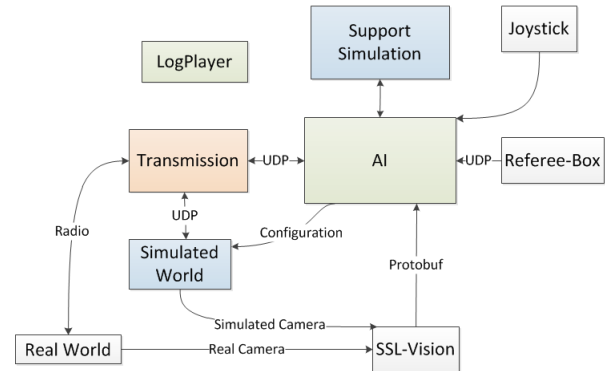 Support
Simulation
Joystick
LogPlayer
Transmission
UDP
AI
UDP
Referee-Box
UDP
Radio
Configuration
Simulated
World
Protobuf
Simulated Camera
Real World
Real Camera
SSL-Vision